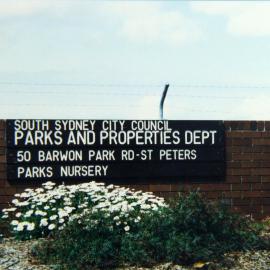 SOUTH SYDNEY CITY COUNCIL
PARKS AND PROPERTIES DEPT
50 BARWON PARK RD-ST PETERS
PARKS NURSERY